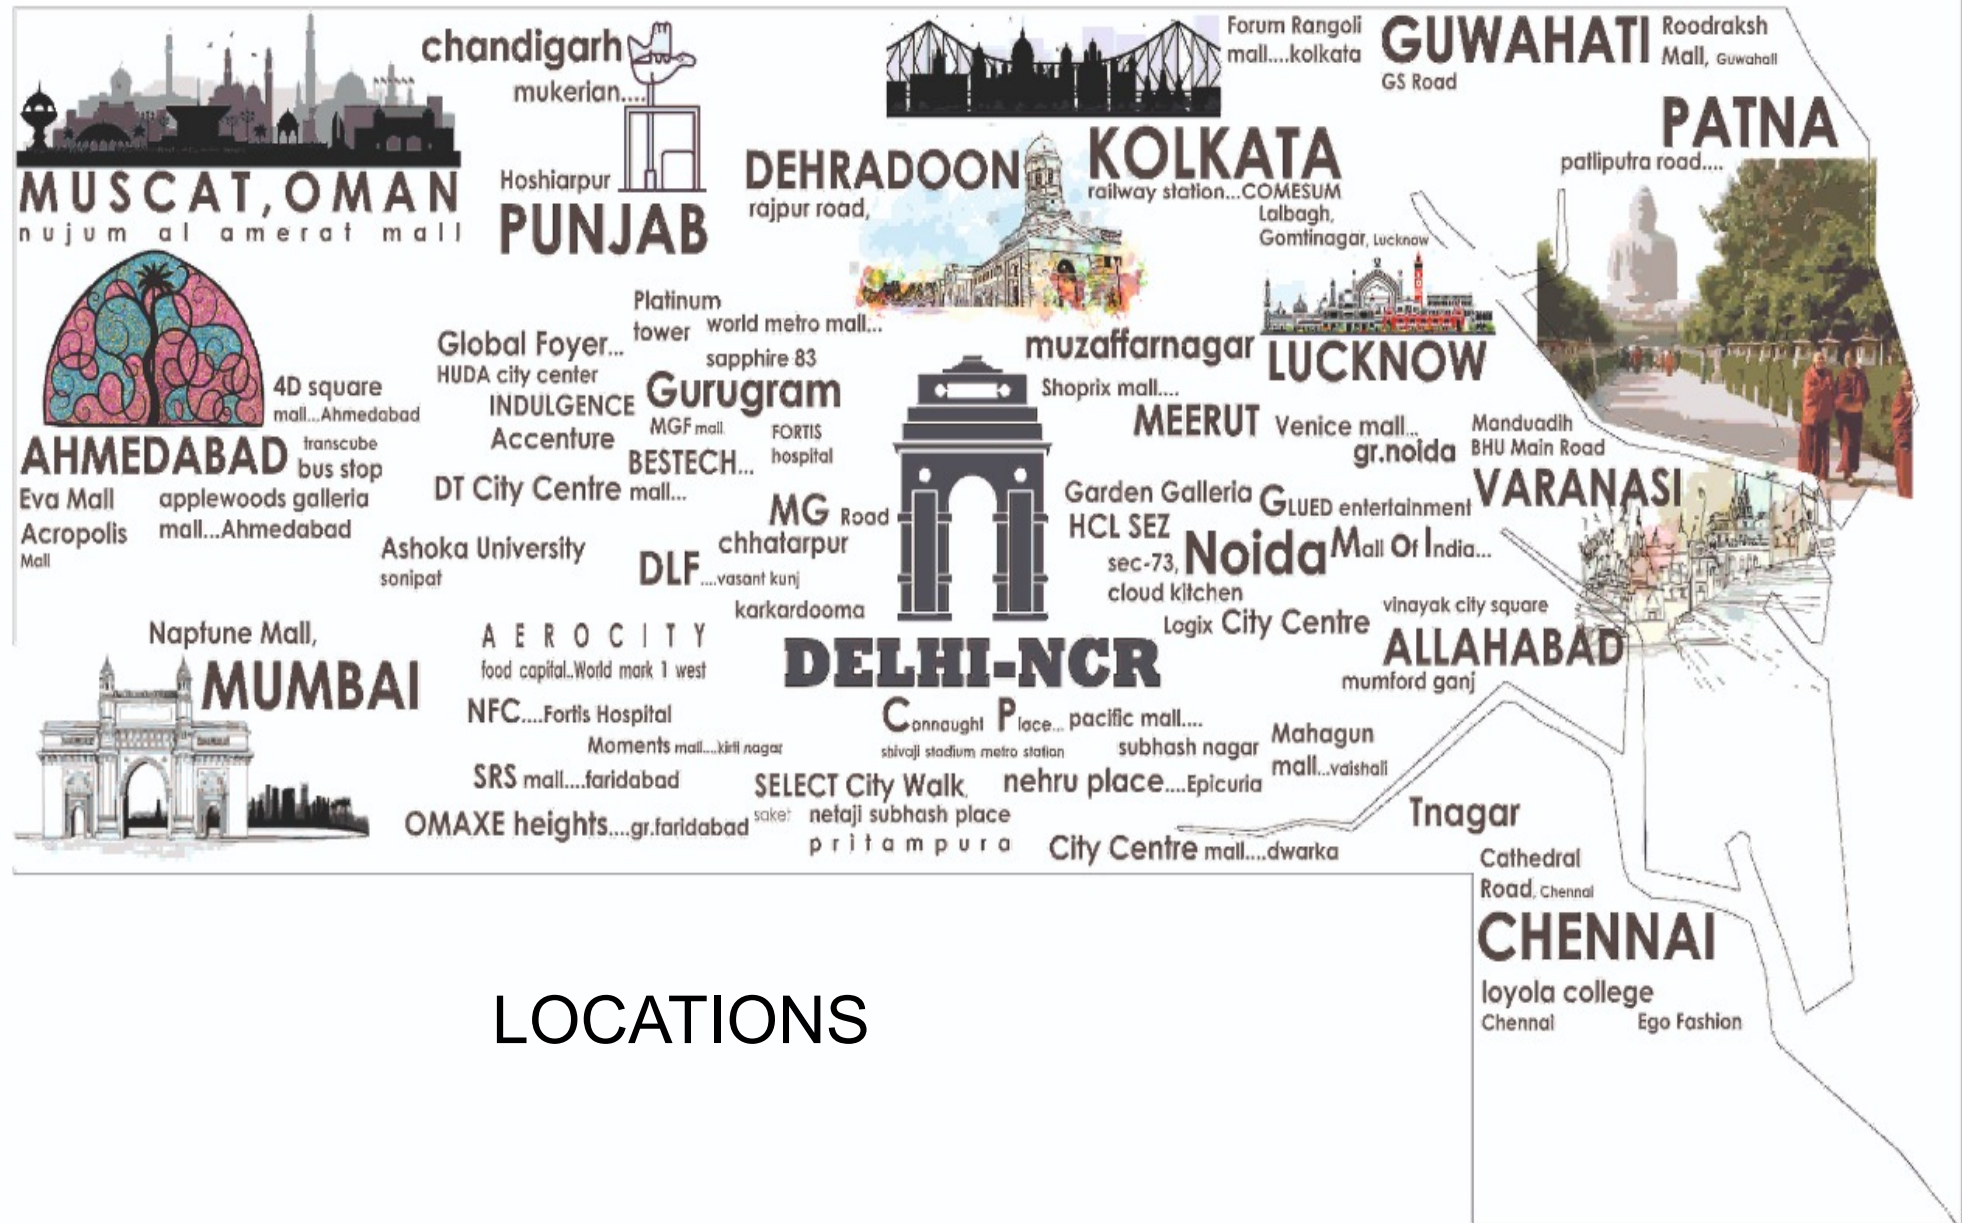 chandigarh
mukerian....
Hoshiarpur
PUNJAB
MUSCAT, OMAN
nujum al amerat mall
Forum Rangoli
mall....kolkata
KOLKATA
railway station...COMESUM
GUWAHATI
GS Road
Roodraksh
Mall, Guwahati
PATNA
patliputra road....
DEHRADOON
rajpur road,
Lalbagh,
Gomtinagar, Lucknow
LUCKNOW
4D square
mall...Ahmedabad
AHMEDABAD
transcube
bus stop
Eva Mall
Acropolis
Mall
applewoods galleria
mall...Ahmedabad
Platinum
tower
world metro mall...
sapphire 83
Global Foyer...
HUDA city center
Gurugram
INDULGENCE
Accenture
MGF mall
FORTIS
hospital
BESTECH...
DT City Centre mall...
MG Road
chhatarpur
Ashoka University
sonipat
DLF....vasant kunj
karkardooma
muzaffarnagar
Shoprix mall....
MEERUT
Venice mall...
gr.noida
Manduadih
BHU Main Road
VARANASI
Garden Galleria
GLUED entertainment
HCL SEZ
sec-73,
Noida
Mall Of India...
cloud kitchen
Logix City Centre
vinayak city square
ALLAHABAD
mumford ganj
Naptune Mall,
MUMBAI
AEROCITY
food capital..World mark 1 west
DELHI-NCR
NFC....Fortis Hospital
Moments mall....kirti nagar
SRS mall....faridabad
OMAXE heights....gr.faridabad
Connaught Place... pacific mall....
shivaji stadium metro station
subhash nagar
SELECT City Walk,
saket
nehru place....Epicuria
netaji subhash place
pritampura
Mahagun
mall...vaishali
City Centre mall....dwarka
Tnagar
Cathedral
Road, Chennai
CHENNAI
loyola college
Chennai
Ego Fashion
LOCATIONS